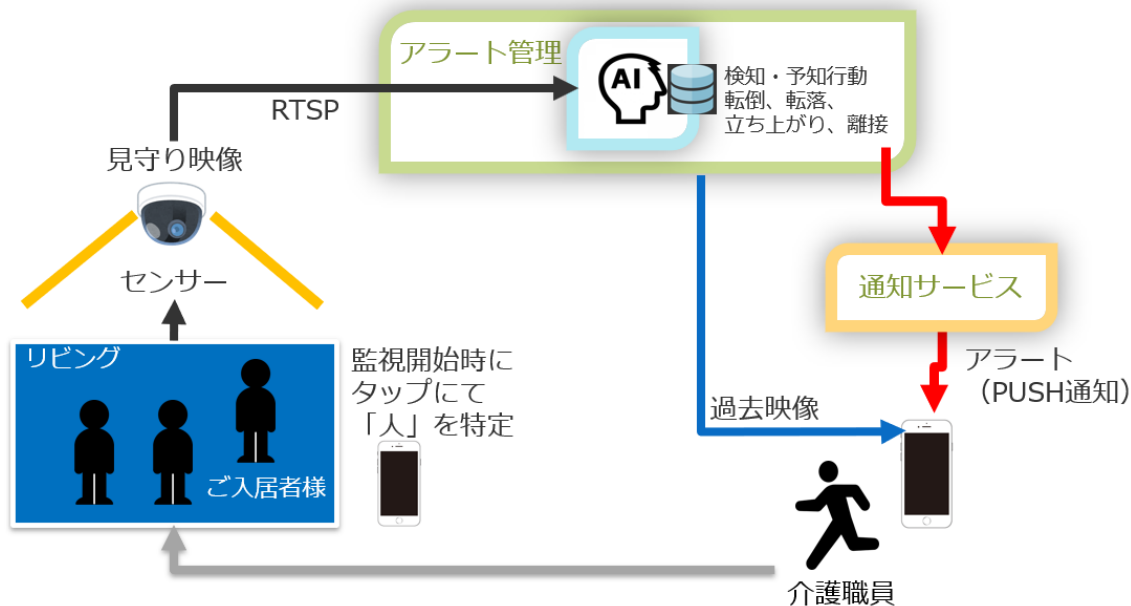 アラート管理
AI
検知・予知行動
転倒、転落、
立ち上がり、離接
RTSP
見守り映像
センサー
通知サービス
リビング
ご入居者様
監視開始時に
タップにて
「人」を特定
過去映像
アラート
（PUSH通知）
介護職員